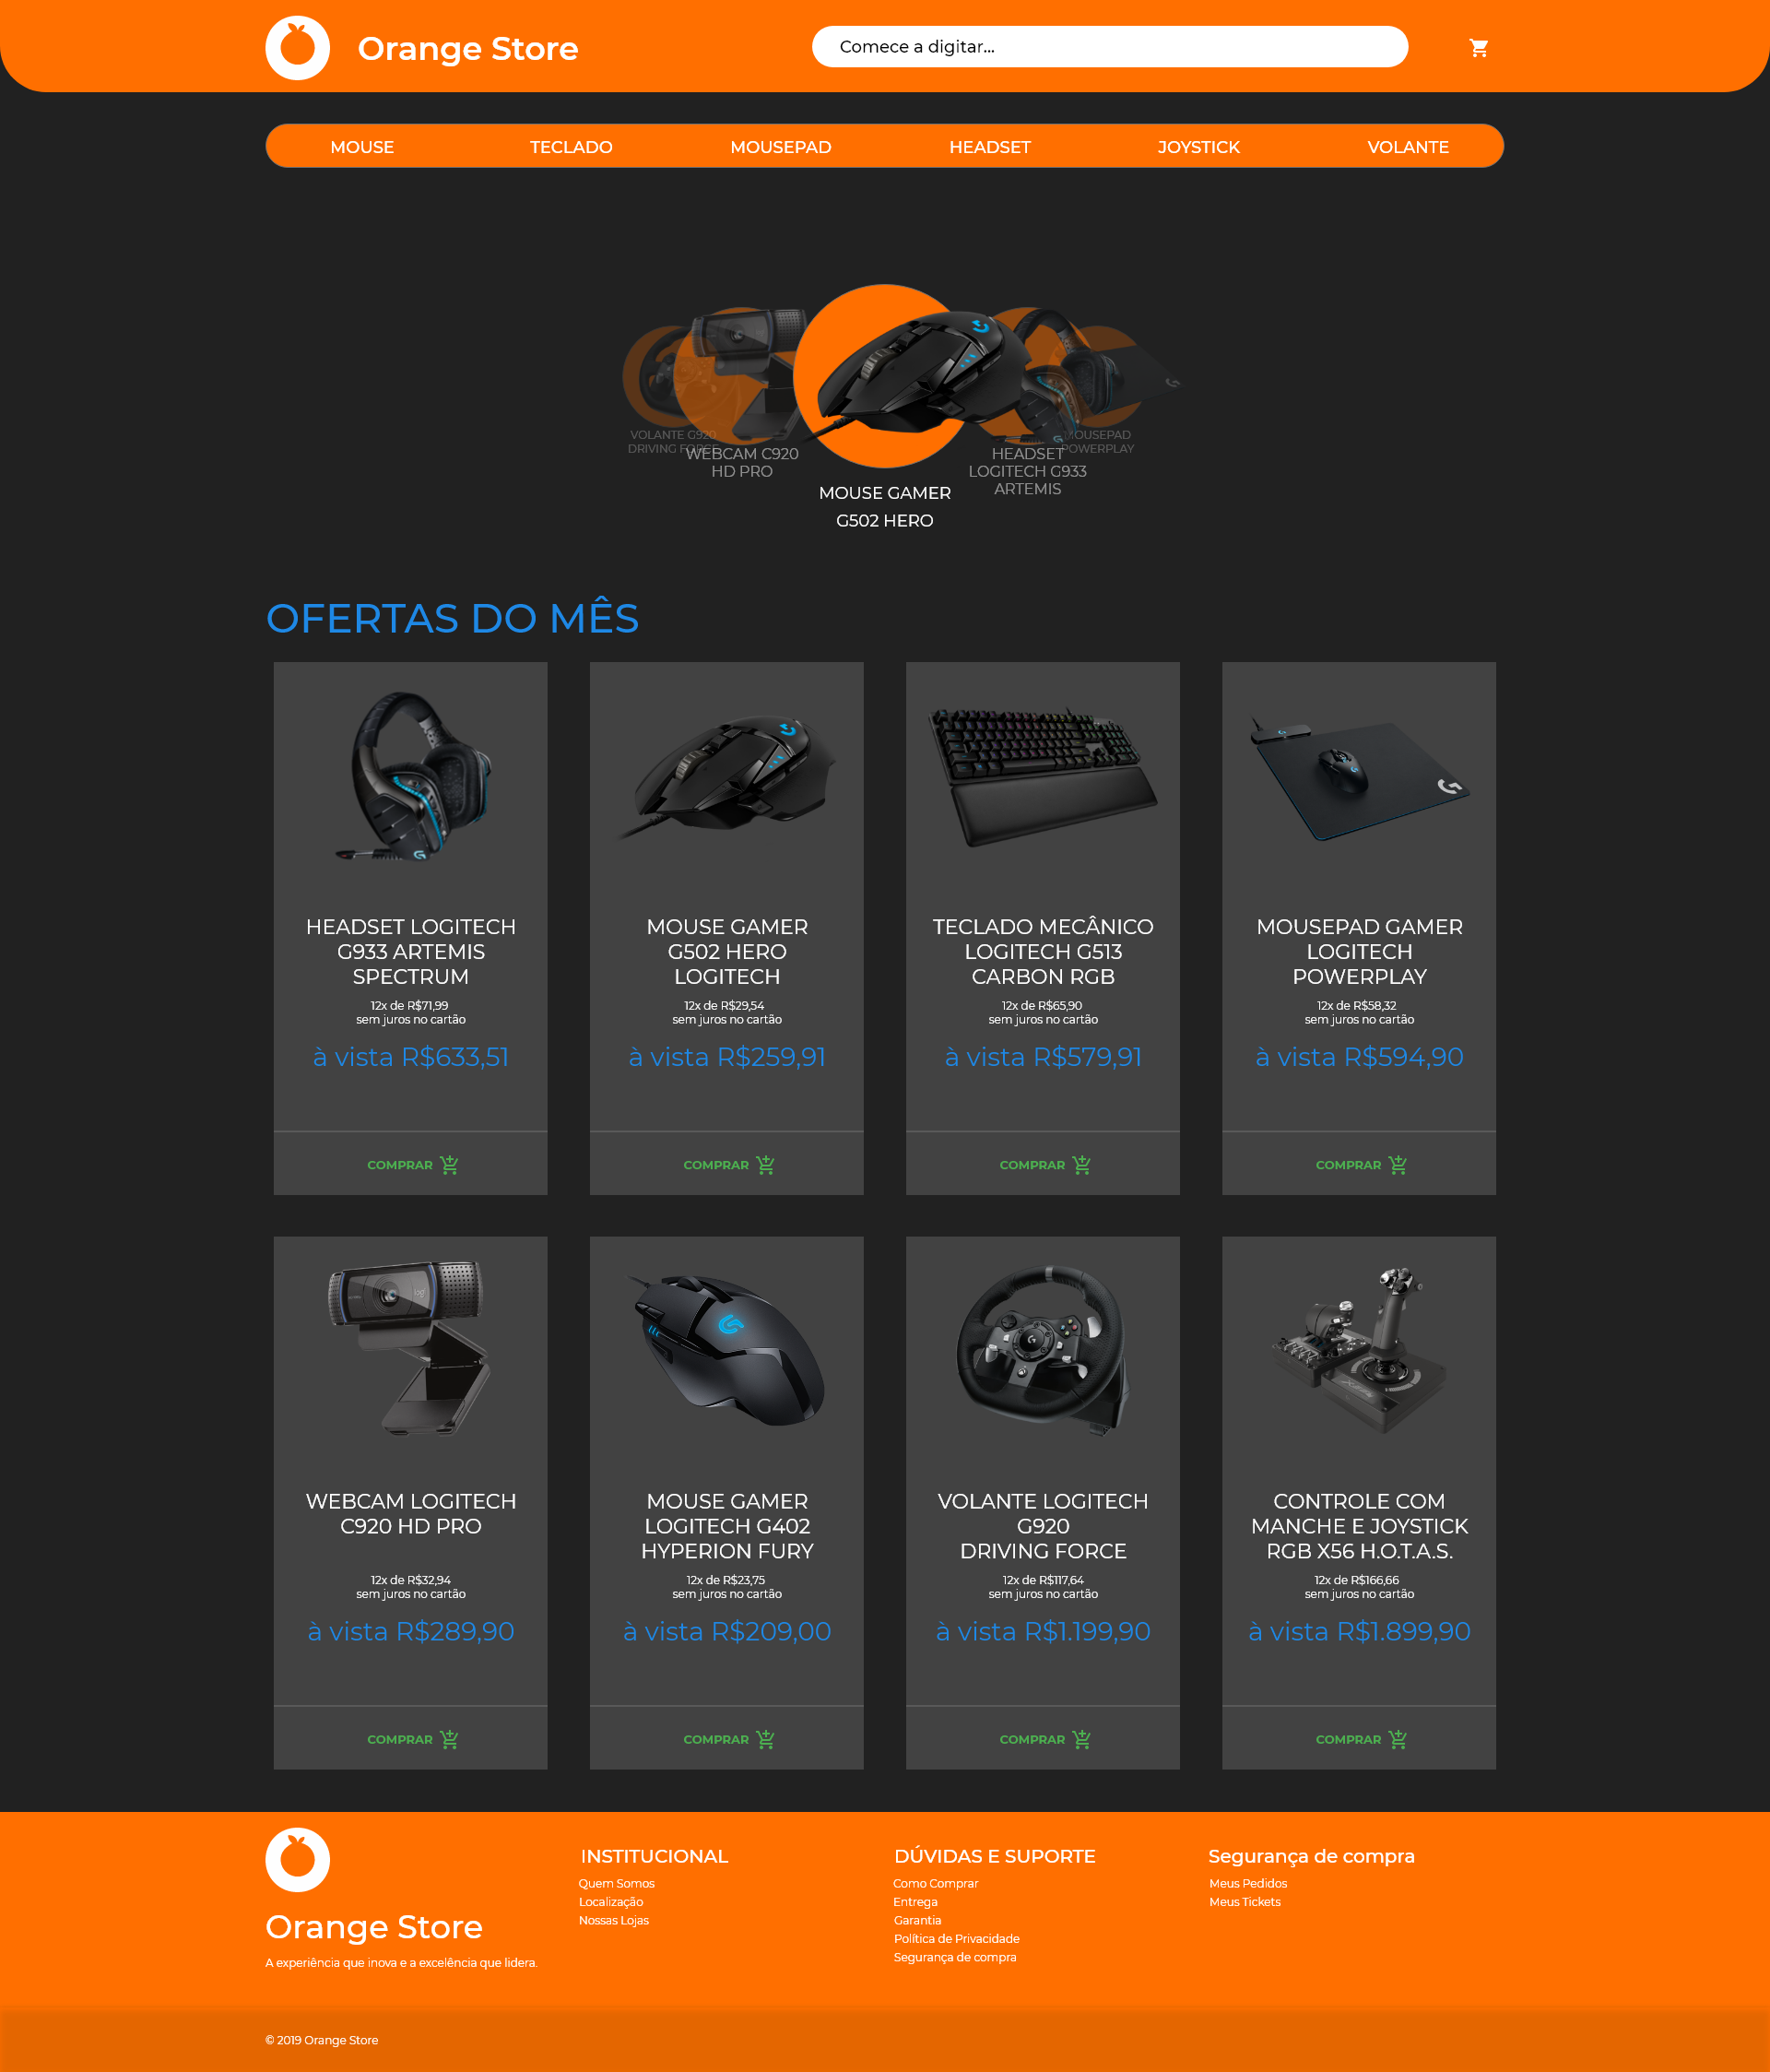 Orange Store
Comece a digitar...
MOUSE
TECLADO
MOUSEPAD
HEADSET
JOYSTICK
VOLANTE
VOLANTE G920
DRIVING FORCE
WEBCAM C920
HD PRO
MOUSE GAMER
G502 HERO
HEADSET
LOGITECH G933
ARTEMIS
MOUSEPAD
POWERPLAY
OFERTAS DO MÊS
HEADSET LOGITECH
G933 ARTEMIS
SPECTRUM
12x de R$71,99
sem juros no cartão
à vista R$633,51
COMPRAR
MOUSE GAMER
G502 HERO
LOGITECH
12x de R$29,54
sem juros no cartão
à vista R$259,91
COMPRAR
TECLADO MECÂNICO
LOGITECH G513
CARBON RGB
12x de R$65,90
sem juros no cartão
à vista R$579,91
COMPRAR
MOUSEPAD GAMER
LOGITECH
POWERPLAY
12x de R$58,32
sem juros no cartão
à vista R$594,90
COMPRAR
WEBCAM LOGITECH
C920 HD PRO
12x de R$32,94
sem juros no cartão
à vista R$289,90
COMPRAR
MOUSE GAMER
LOGITECH G402
HYPERION FURY
12x de R$23,75
sem juros no cartão
à vista R$209,00
COMPRAR
VOLANTE LOGITECH
G920
DRIVING FORCE
12x de R$117,64
sem juros no cartão
à vista R$1.199,90
COMPRAR
CONTROLE COM
MANCHE E JOYSTICK
RGB X56 H.O.T.A.S.
12x de R$166,66
sem juros no cartão
à vista R$1.899,90
COMPRAR
Orange Store
A experiência que inova e a excelência que lidera.
INSTITUCIONAL
Quem Somos
Localização
Nossas Lojas
DÚVIDAS E SUPORTE
Como Comprar
Entrega
Garantia
Política de Privacidade
Segurança de compra
Segurança de compra
Meus Pedidos
Meus Tickets
© 2019 Orange Store